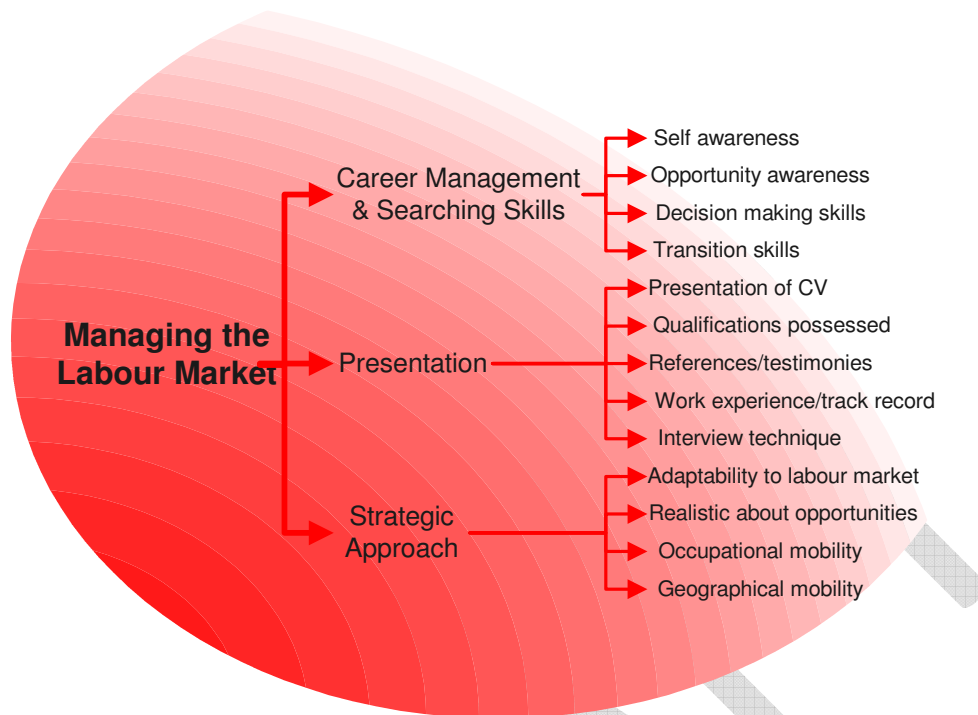 Managing the
Labour Market
Career Management
& Searching Skills
Self awareness
Opportunity awareness
Decision making skills
Transition skills
Presentation
Presentation of CV
Qualifications possessed
References/testimonies
Work experience/track record
Interview technique
Strategic
Approach
Adaptability to labour market
Realistic about opportunities
Occupational mobility
Geographical mobility